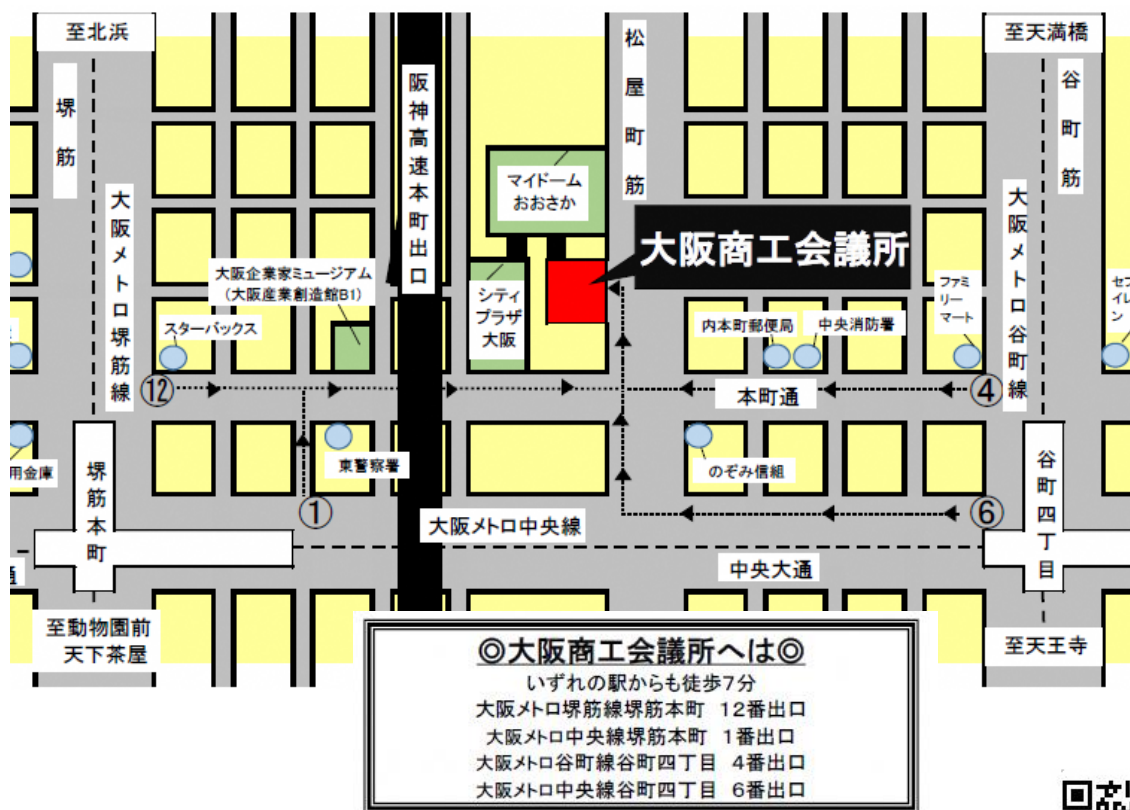 至北浜
至天満橋
堺筋
阪神高速本町出口
松屋町筋
谷町筋
大阪メトロ堺筋線
マイドーム
おおさか
大阪メトロ谷町線
大阪商工会議所
大阪企業家ミュージアム
(大阪産業創造館B1)
シティ
プラザ
大阪
ファミ
リー
マート
セブ
イレ
ン
スターバックス
内本町郵便局
中央消防署
⑫
本町通
④
用金庫
東警察署
のぞみ信組
堺筋本町
①
大阪メトロ中央線
⑥
谷町四丁目
中央大通
通
至動物園前
天下茶屋
至天王寺
◎大阪商工会議所へは◎
いずれの駅からも徒歩7分
大阪メトロ堺筋線堺筋本町 12番出口
大阪メトロ中央線堺筋本町 1番出口
大阪メトロ谷町線谷町四丁目 4番出口
大阪メトロ中央線谷町四丁目 6番出口